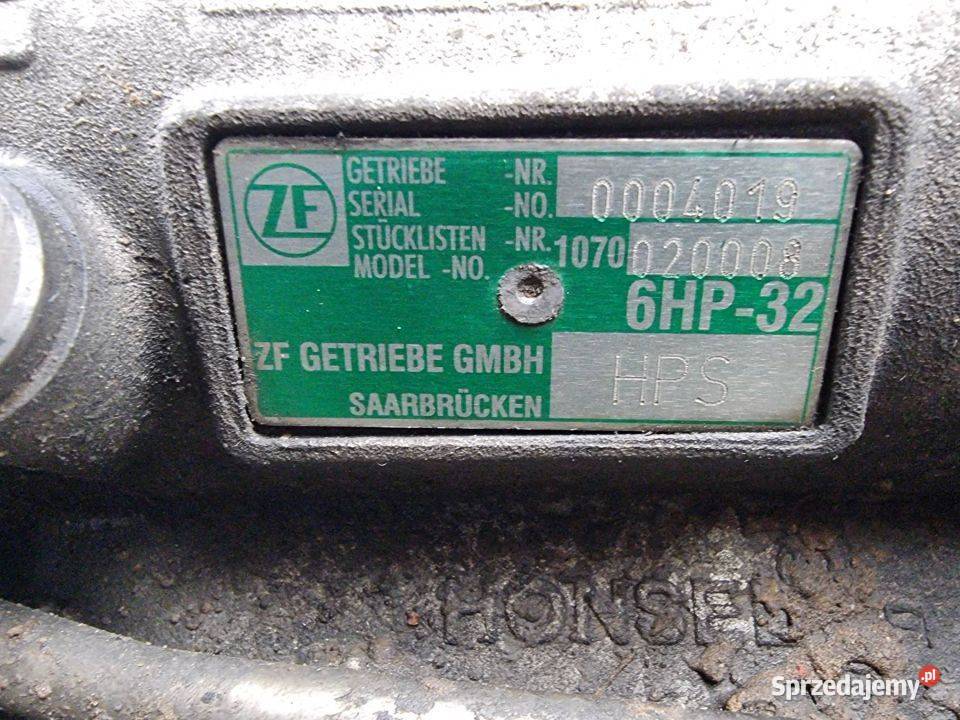 ZF
GETRIEBE -NR. 0004019
SERIAL -NO.
STÜCKLISTEN -NR. 1070 020008
MODEL -NO.
6HP-32
ZF GETRIEBE GMBH
SAARBRÜCKEN
HPS
HONSEL
Sprzedajemy.pl